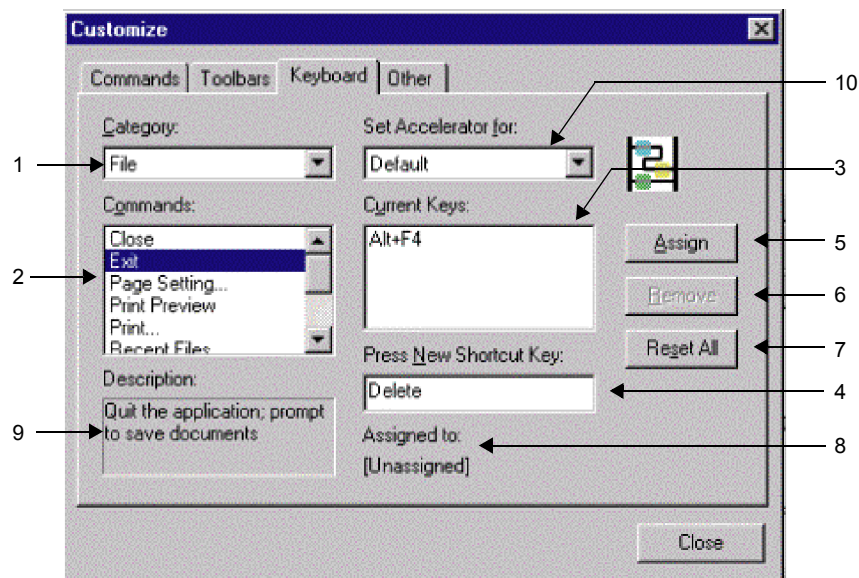 Customize
Commands Toolbars Keyboard Other
10
Category: Set Accelerator for:
1 File Default
3
Commands: Current Keys:
Close Alt+F4
Exit Assign 5
2 Page Setting...
Print Preview Remove 6
Print...
Recent Files Reset All 7
Press New Shortcut Key:
Description:
Delete 4
Quit the application; prompt
9 to save documents Assigned to: 8
[Unassigned]
Close